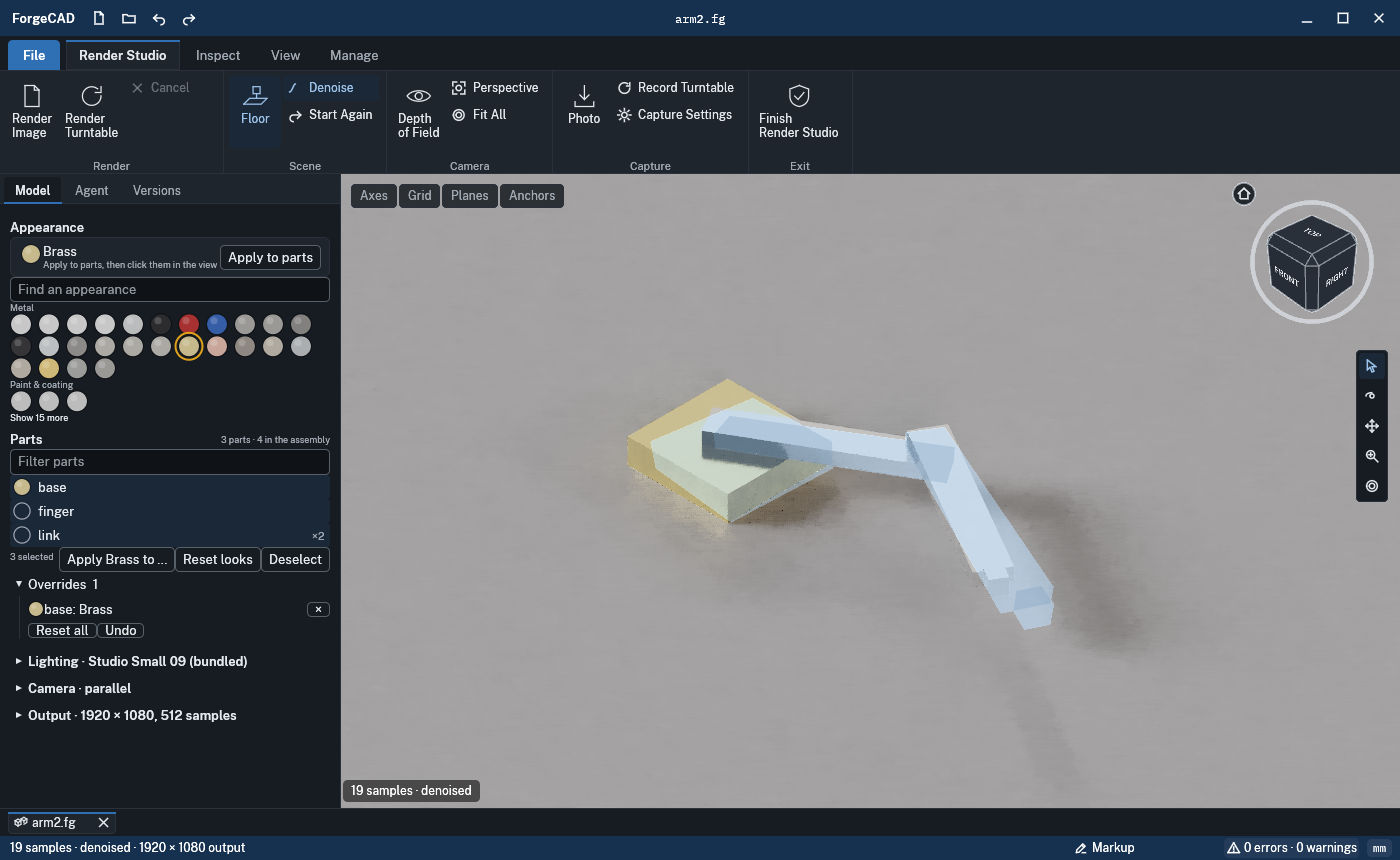 ForgeCAD
arm2.fg
File
Render Studio
Inspect
View
Manage
Render Image
Render Turntable
Cancel
Render
Floor
Denoise
Start Again
Scene
Depth of Field
Perspective
Fit All
Camera
Photo
Record Turntable
Capture Settings
Capture
Finish Render Studio
Exit
Model
Agent
Versions
Axes
Grid
Planes
Anchors
TOP
FRONT
RIGHT
Appearance
Brass
Apply to parts, then click them in the view
Apply to parts
Find an appearance
Metal
Paint & coating
Show 15 more
Parts
3 parts · 4 in the assembly
Filter parts
base
finger
link
×2
3 selected
Apply Brass to ...
Reset looks
Deselect
Overrides 1
base: Brass
Reset all
Undo
Lighting · Studio Small 09 (bundled)
Camera · parallel
Output · 1920 × 1080, 512 samples
19 samples · denoised
arm2.fg
19 samples · denoised · 1920 × 1080 output
Markup
0 errors · 0 warnings
mm